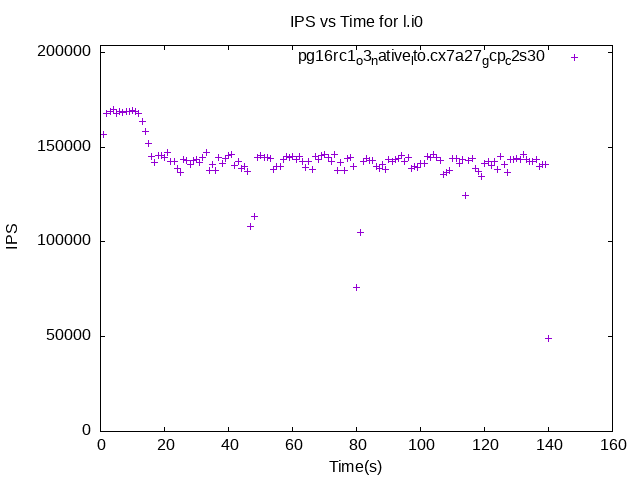 IPS vs Time for l.i0
pg16rc1_o3_native_lto.cx7a27_gcp_c2s30
200000
150000
100000
50000
0
IPS
0 20 40 60 80 100 120 140 160
Time(s)